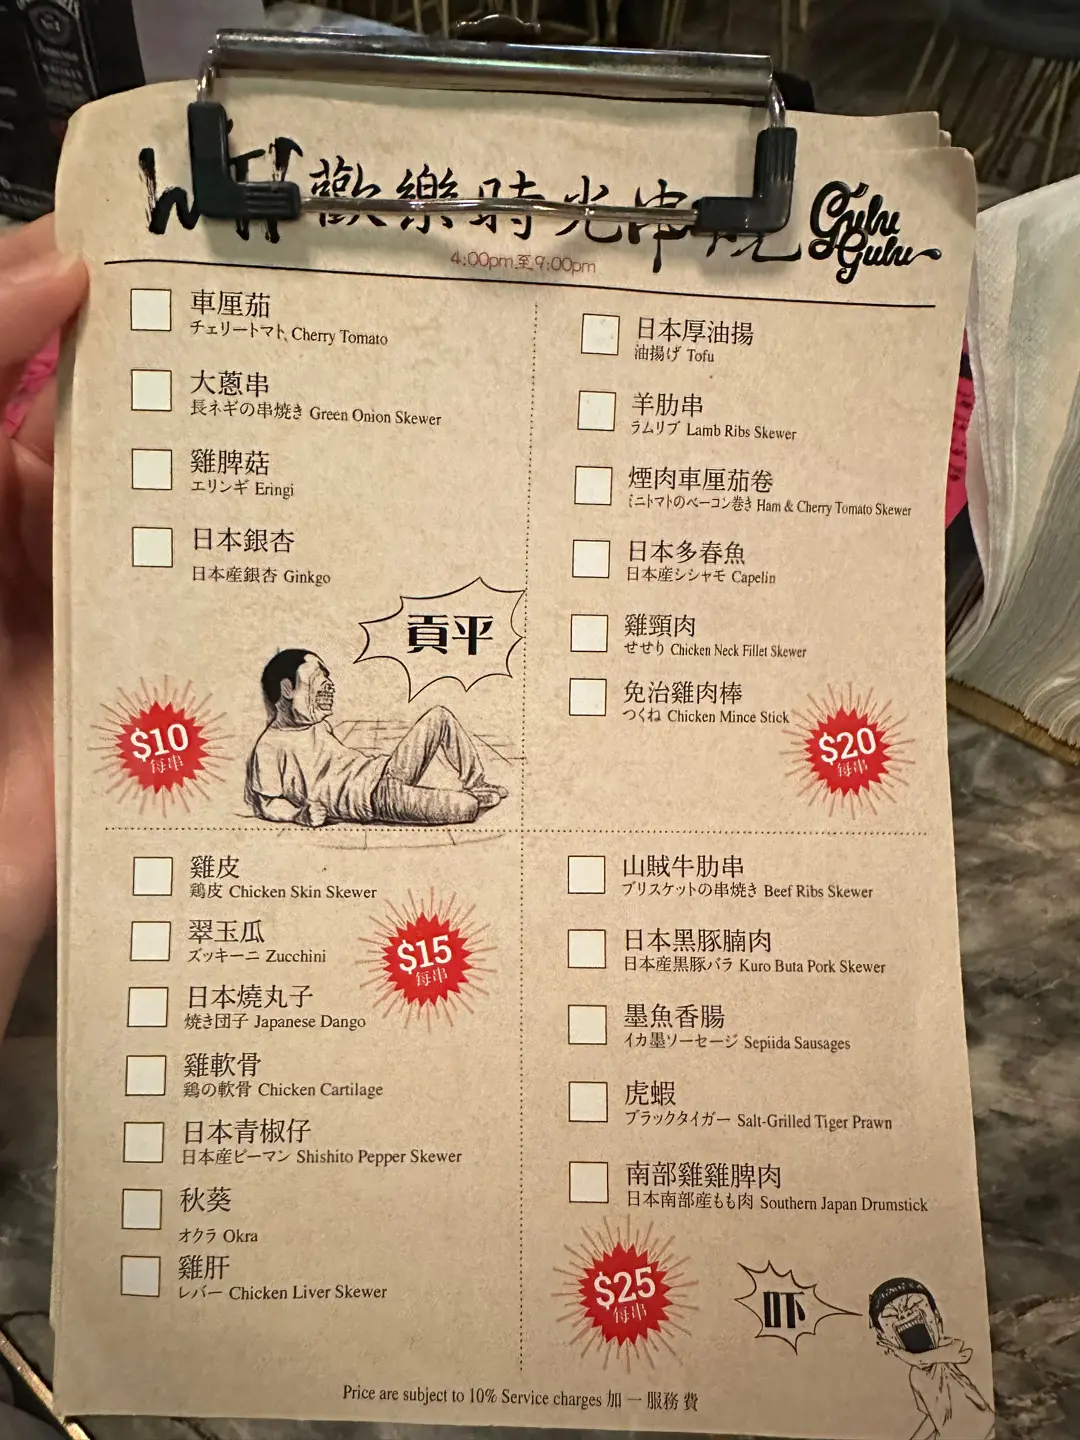 歡樂時光串燒
Gulu
Gulu
4:00pm至9:00pm
車厘茄
チェリートマト, Cherry Tomato
大蔥串
長ネギの串焼き Green Onion Skewer
雞脾菇
エリンギ Eringi
日本銀杏
日本産銀杏 Ginkgo
貢平
$10
每串
日本厚油揚
油揚げ Tofu
羊肋串
ラムリブ Lamb Ribs Skewer
煙肉車厘茄卷
ミニトマトのベーコン巻き Ham & Cherry Tomato Skewer
日本多春魚
日本産シシャモ Capelin
雞頸肉
せせり Chicken Neck Fillet Skewer
免治雞肉棒
つくね Chicken Mince Stick
$20
每串
雞皮
鶏皮 Chicken Skin Skewer
翠玉瓜
ズッキーニ Zucchini
日本燒丸子
焼き団子 Japanese Dango
雞軟骨
鶏の軟骨 Chicken Cartilage
日本青椒仔
日本産ピーマン Shishito Pepper Skewer
秋葵
オクラ Okra
雞肝
レバー Chicken Liver Skewer
$15
每串
山賊牛肋串
ブリスケットの串焼き Beef Ribs Skewer
日本黑豚腩肉
日本産黒豚バラ Kuro Buta Pork Skewer
墨魚香腸
イカ墨ソーセージ Sepiida Sausages
虎蝦
ブラックタイガー Salt-Grilled Tiger Prawn
南部雞雞脾肉
日本南部産もも肉 Southern Japan Drumstick
$25
每串
吓
Price are subject to 10% Service charges 加一服務費